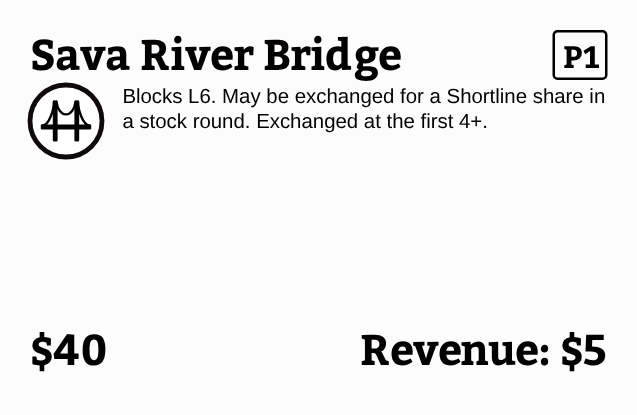 Sava River Bridge
P1
Blocks L6. May be exchanged for a Shortline share in
a stock round. Exchanged at the first 4+.
$40
Revenue: $5